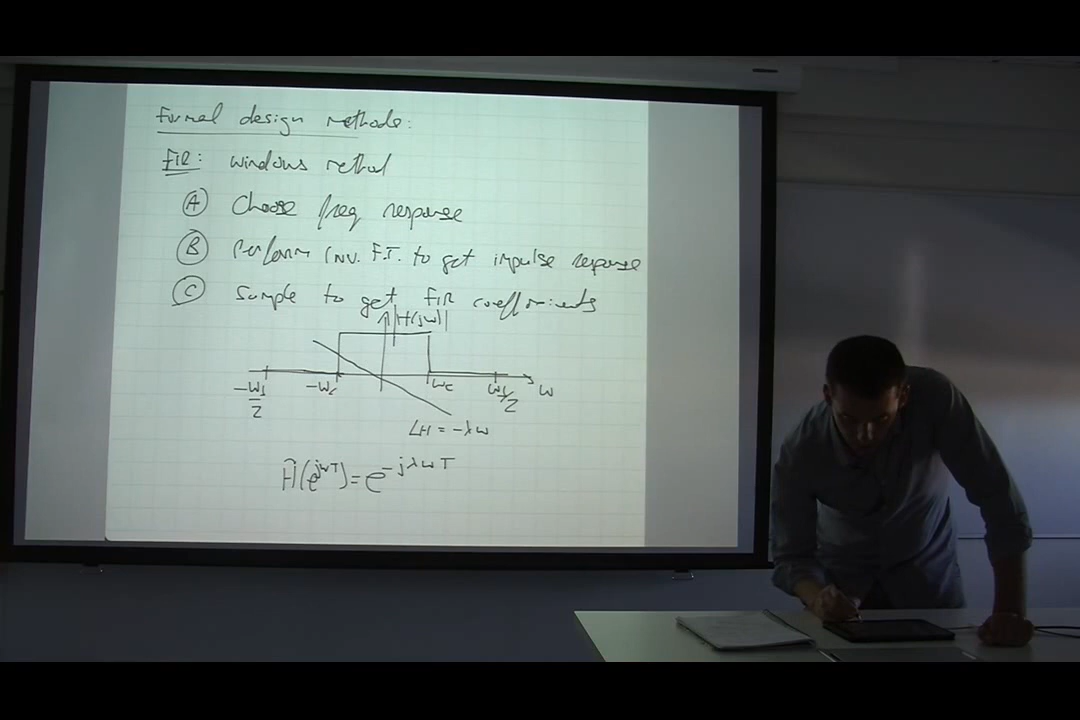 Formal design methods:
FIR: windows method
A Choose freq response
B Perform inv. F.T. to get impulse response
C Sample to get FIR coefficients
|H(jω)|
-ωs/2 -ωc ωc ωs/2 ω
∠H = -λω
Ĥ(e^jωT) = e^-jλωT